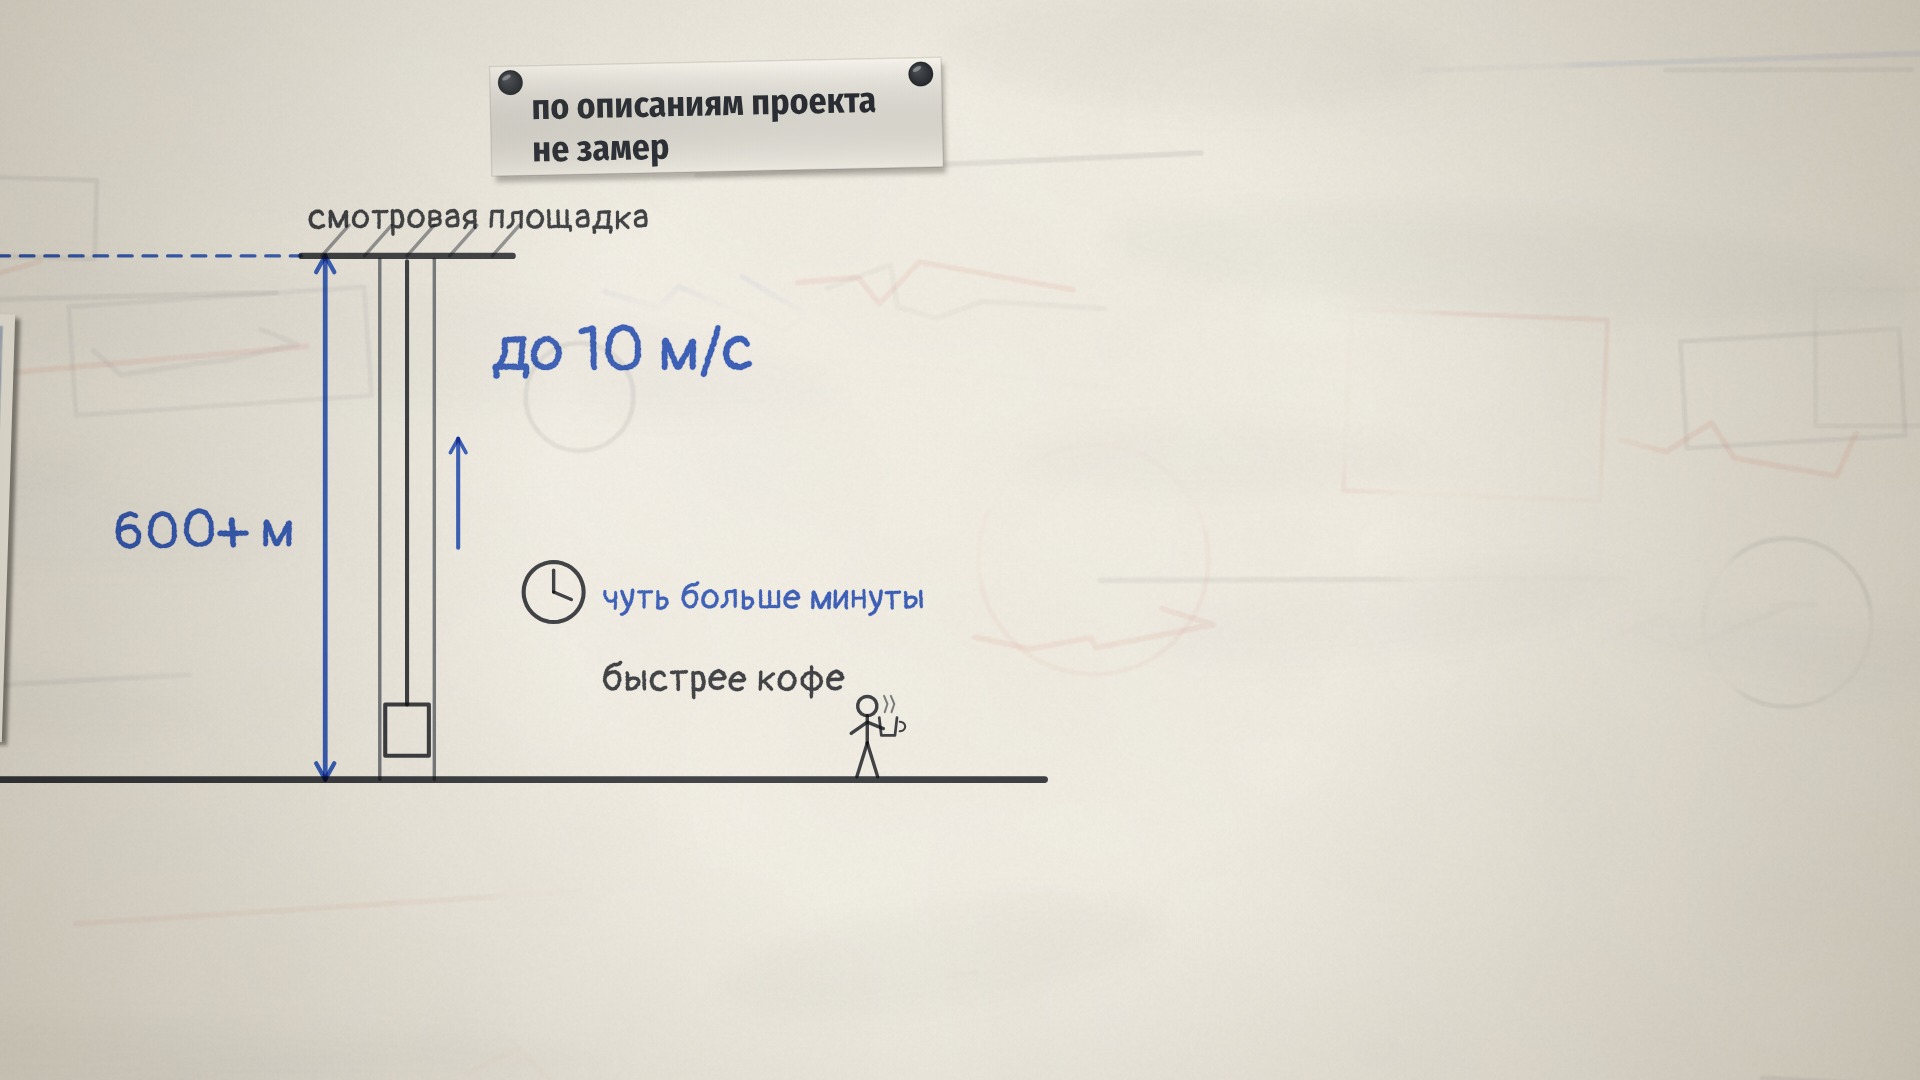 по описаниям проекта
не замер
смотровая площадка
до 10 м/с
600+ м
чуть больше минуты
быстрее кофе